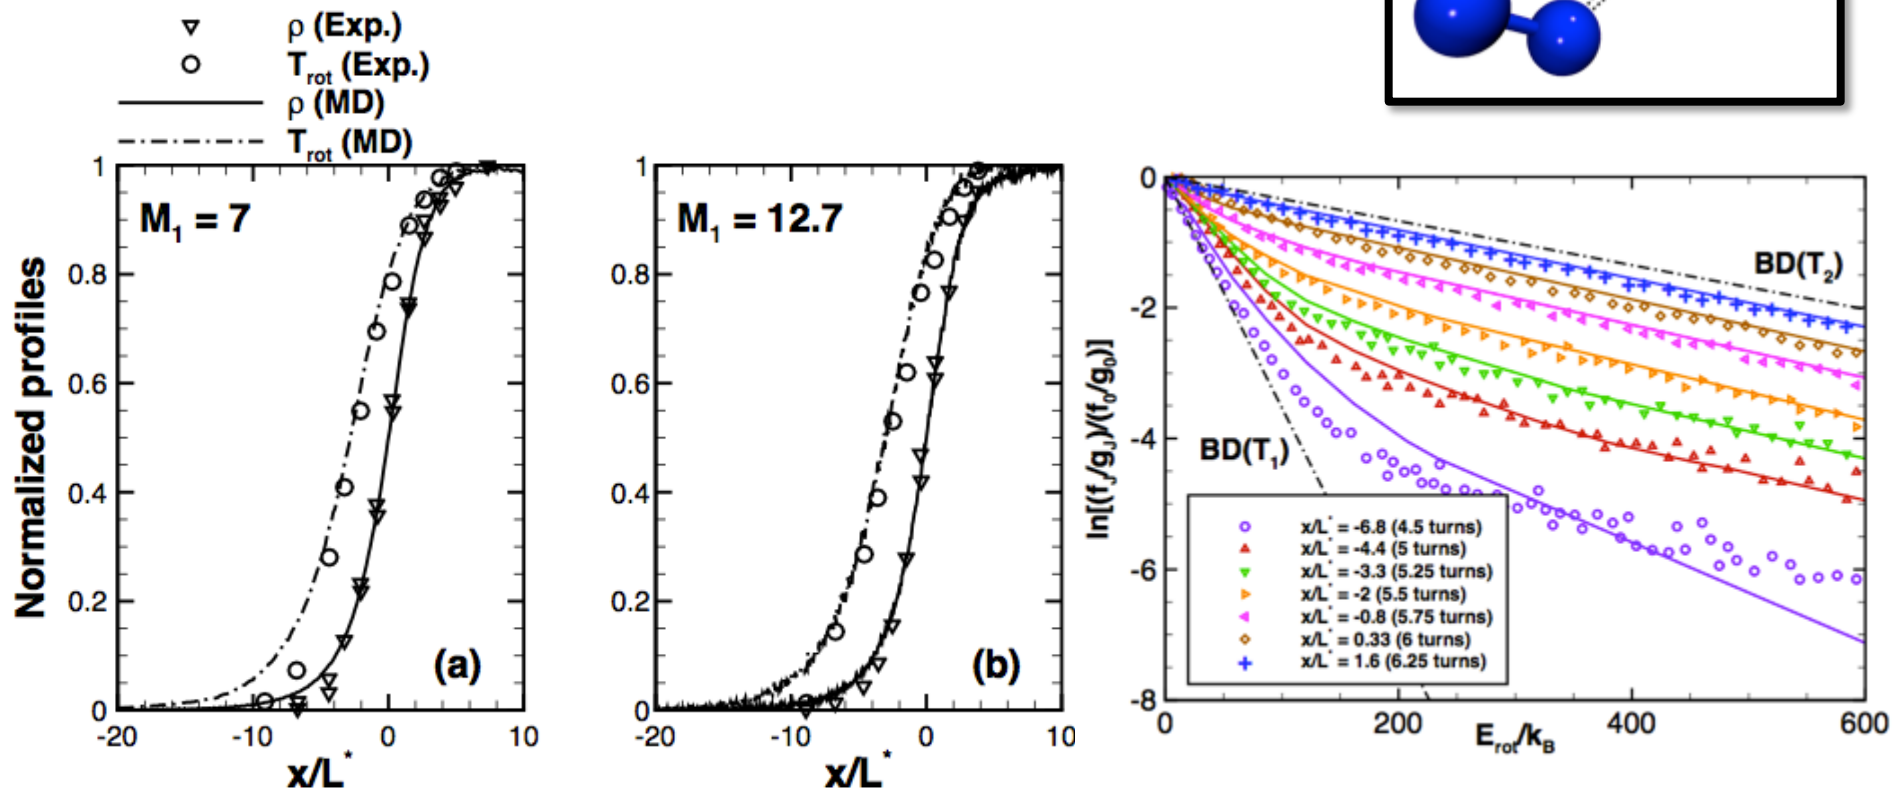 ρ (Exp.)
T_rot (Exp.)
ρ (MD)
T_rot (MD)
Normalized profiles
1
0.8
0.6
0.4
0.2
0
M₁ = 7
(a)
-20 -10 0 10
x/L*
1
0.8
0.6
0.4
0.2
0
M₁ = 12.7
(b)
-20 -10 0 10
x/L*
ln[(f_J/g_J)/(f_0/g_0)]
0
-2
-4
-6
-8
BD(T₂)
BD(T₁)
x/L* = -6.8 (4.5 turns)
x/L* = -4.4 (5 turns)
x/L* = -3.3 (5.25 turns)
x/L* = -2 (5.5 turns)
x/L* = -0.8 (5.75 turns)
x/L* = 0.33 (6 turns)
x/L* = 1.6 (6.25 turns)
0 200 400 600
E_rot/k_B